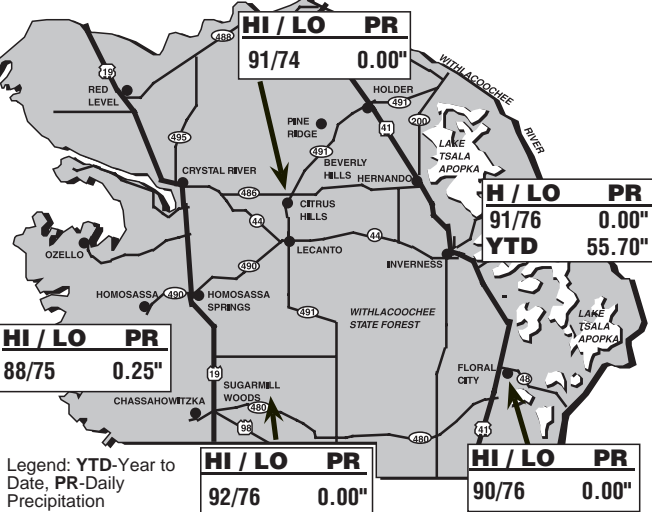 HI / LO PR
91/74 0.00"
488
19
RED
LEVEL
HOLDER
491
WITHLACOOCHEE
RIVER
PINE
RIDGE
41
200
495
491
LAKE
TSALA
APOPKA
BEVERLY
HILLS
HERNANDO
CRYSTAL RIVER
486
HI / LO PR
91/76 0.00"
YTD 55.70"
CITRUS
HILLS
44
44
LECANTO
OZELLO
INVERNESS
490
HOMOSASSA
490
HOMOSASSA
SPRINGS
491
WITHLACOOCHEE
STATE FOREST
LAKE
TSALA
APOPKA
HI / LO PR
88/75 0.25"
19
FLORAL
CITY
48
SUGARMILL
WOODS
CHASSAHOWITZKA
480
98
480
41
Legend: YTD-Year to
Date, PR-Daily
Precipitation
HI / LO PR
92/76 0.00"
HI / LO PR
90/76 0.00"